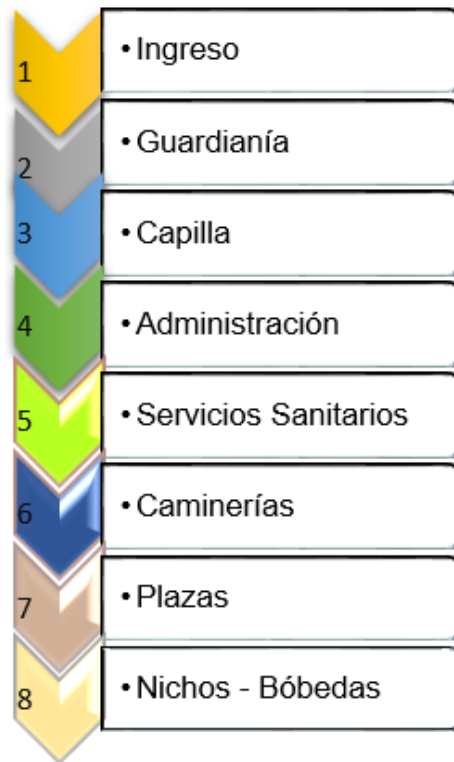 1 • Ingreso
2 • Guardianía
3 • Capilla
4 • Administración
5 • Servicios Sanitarios
6 • Caminerías
7 • Plazas
8 • Nichos - Bóbedas